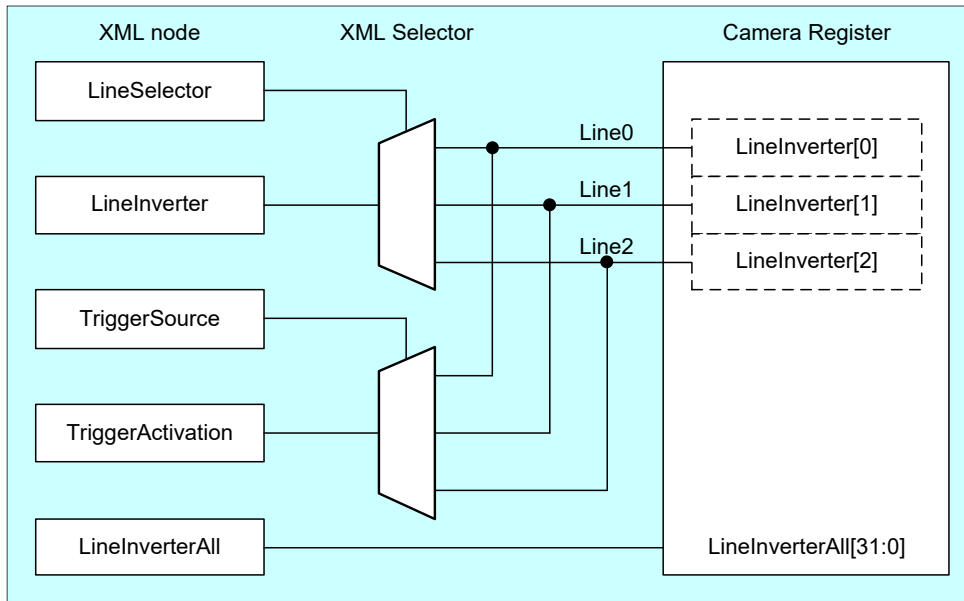 XML node
XML Selector
Camera Register
LineSelector
LineInverter
TriggerSource
TriggerActivation
LineInverterAll
Line0
Line1
Line2
LineInverter[0]
LineInverter[1]
LineInverter[2]
LineInverterAll[31:0]